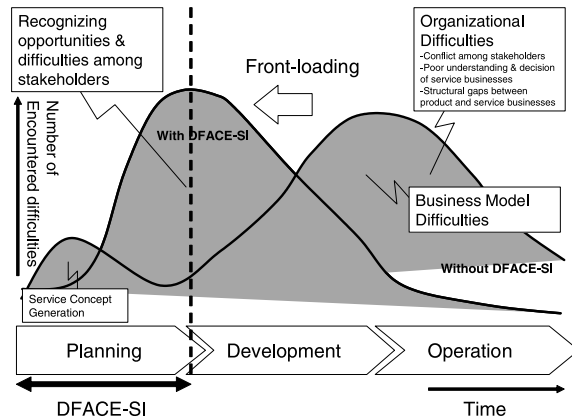 Recognizing
opportunities &
difficulties among
stakeholders
Organizational
Difficulties
-Conflict among stakeholders
-Poor understanding & decision
of service businesses
-Structural gaps between
product and service businesses
Front-loading
Number of
Encountered difficulties
With DFACE-SI
Business Model
Difficulties
Without DFACE-SI
Service Concept
Generation
Planning
Development
Operation
DFACE-SI
Time